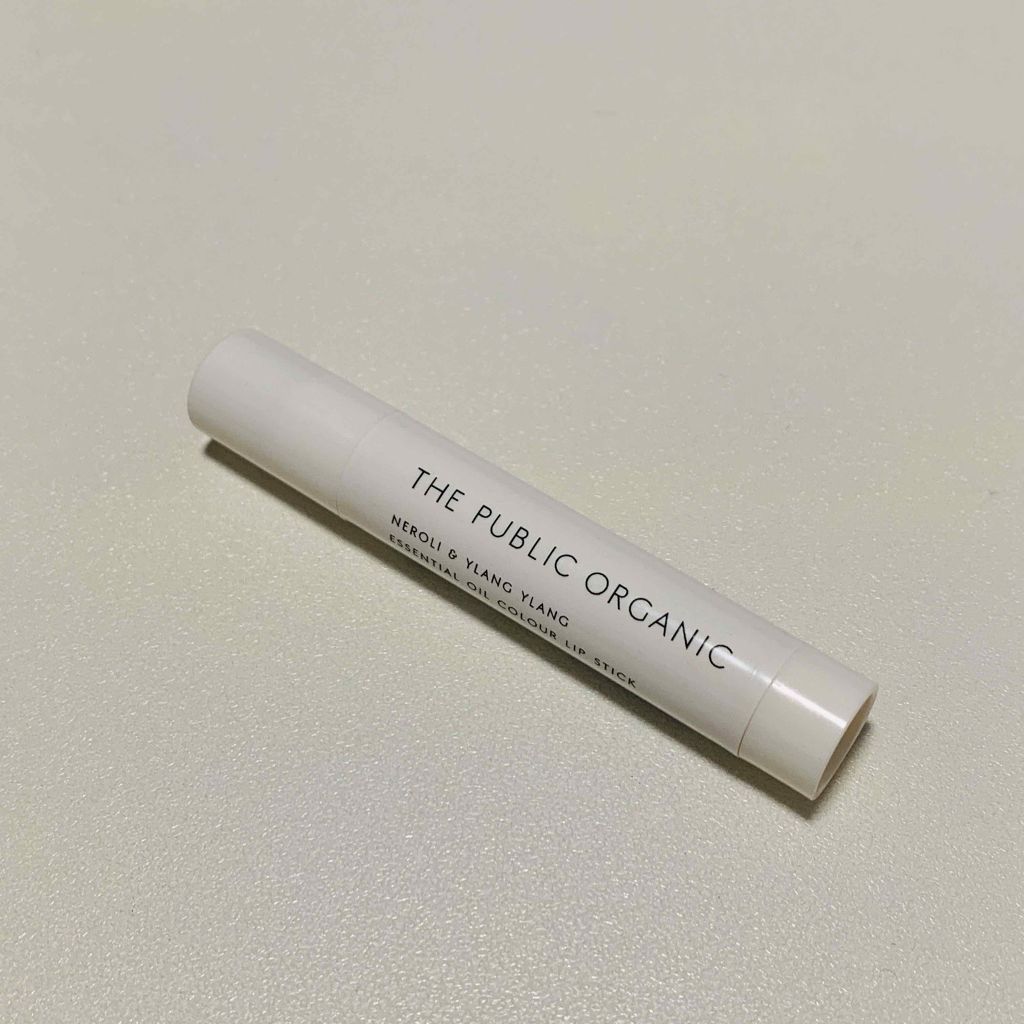 THE PUBLIC ORGANIC
NEROLI & YLANG YLANG
ESSENTIAL OIL COLOUR LIP STICK